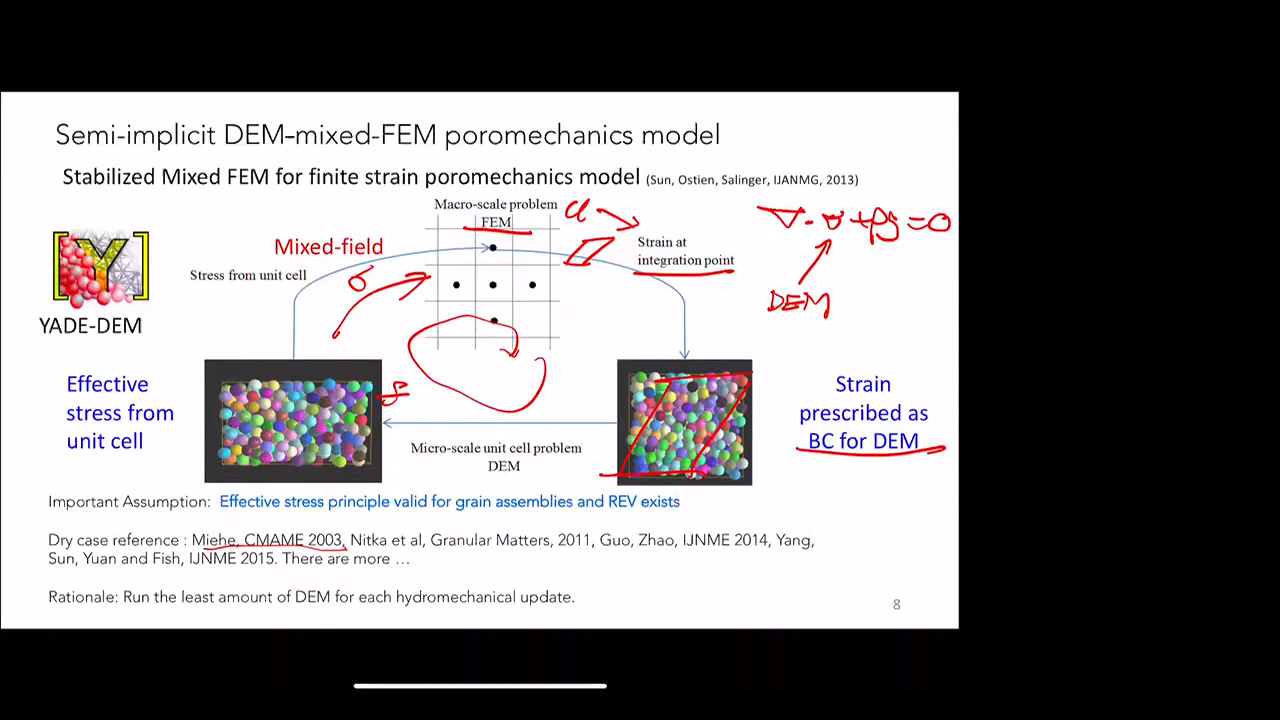 Semi-implicit DEM-mixed-FEM poromechanics model
Stabilized Mixed FEM for finite strain poromechanics model (Sun, Ostien, Salinger, IJANMG, 2013)
Macro-scale problem
FEM
u
∇·σ+ρg=0
DEM
Mixed-field
Strain at
integration point
Stress from unit cell
σ
Y
YADE-DEM
Effective
stress from
unit cell
Strain
prescribed as
BC for DEM
Micro-scale unit cell problem
DEM
Important Assumption: Effective stress principle valid for grain assemblies and REV exists
Dry case reference : Miehe, CMAME 2003, Nitka et al, Granular Matters, 2011, Guo, Zhao, IJNME 2014, Yang,
Sun, Yuan and Fish, IJNME 2015. There are more …
Rationale: Run the least amount of DEM for each hydromechanical update.
8